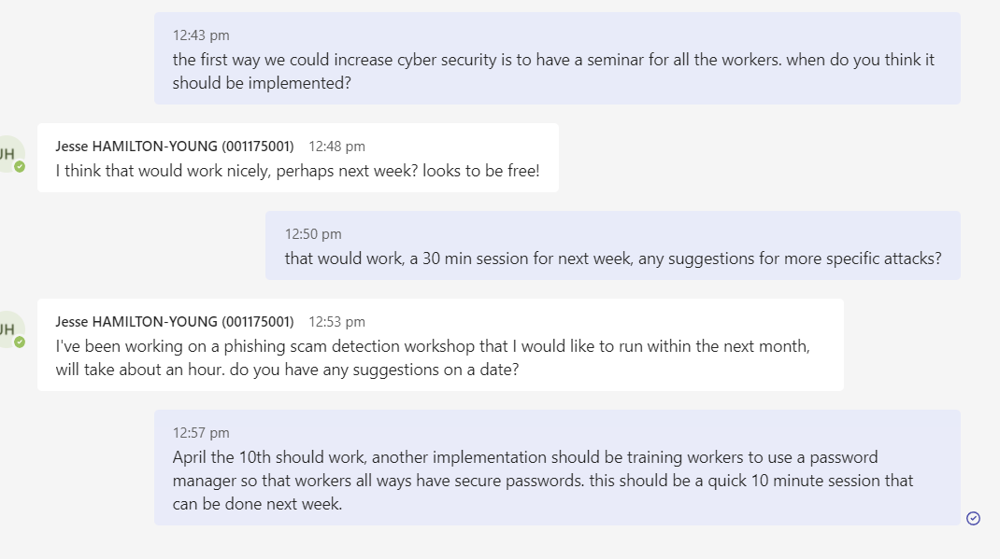 12:43 pm
the first way we could increase cyber security is to have a seminar for all the workers. when do you think it
should be implemented?
JH
Jesse HAMILTON-YOUNG (001175001) 12:48 pm
I think that would work nicely, perhaps next week? looks to be free!
12:50 pm
that would work, a 30 min session for next week, any suggestions for more specific attacks?
JH
Jesse HAMILTON-YOUNG (001175001) 12:53 pm
I've been working on a phishing scam detection workshop that I would like to run within the next month,
will take about an hour. do you have any suggestions on a date?
12:57 pm
April the 10th should work, another implementation should be training workers to use a password
manager so that workers all ways have secure passwords. this should be a quick 10 minute session that
can be done next week.